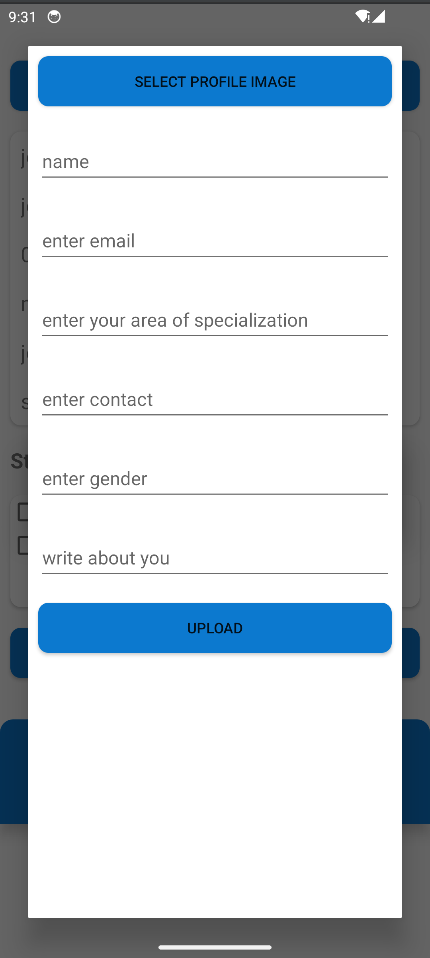 9:31
SELECT PROFILE IMAGE
name
enter email
enter your area of specialization
enter contact
enter gender
write about you
UPLOAD